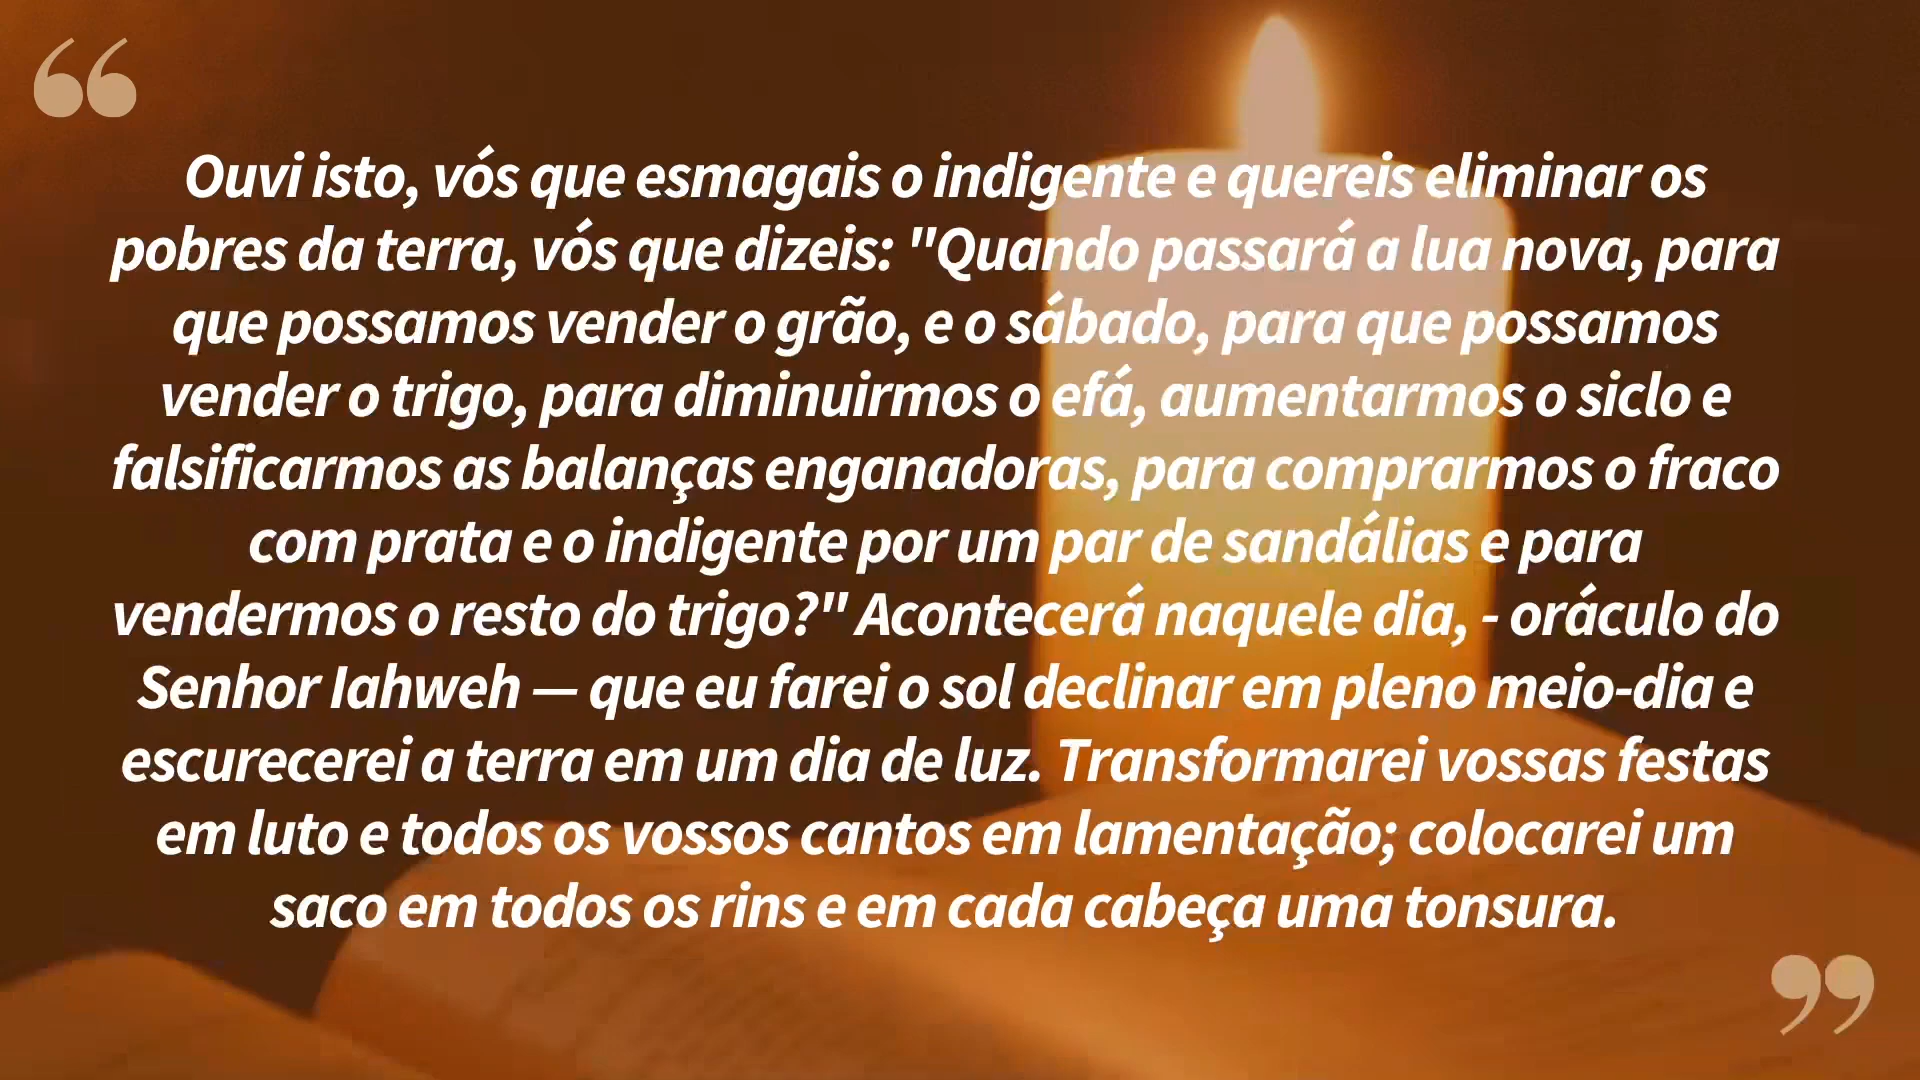 “
Ouvi isto, vós que esmagais o indigente e quereis eliminar os
pobres da terra, vós que dizeis: "Quando passará a lua nova, para
que possamos vender o grão, e o sábado, para que possamos
vender o trigo, para diminuirmos o efá, aumentarmos o siclo e
falsificarmos as balanças enganadoras, para comprarmos o fraco
com prata e o indigente por um par de sandálias e para
vendermos o resto do trigo?" Acontecerá naquele dia, - oráculo do
Senhor Iahweh — que eu farei o sol declinar em pleno meio-dia e
escurecerei a terra em um dia de luz. Transformarei vossas festas
em luto e todos os vossos cantos em lamentação; colocarei um
saco em todos os rins e em cada cabeça uma tonsura.
”